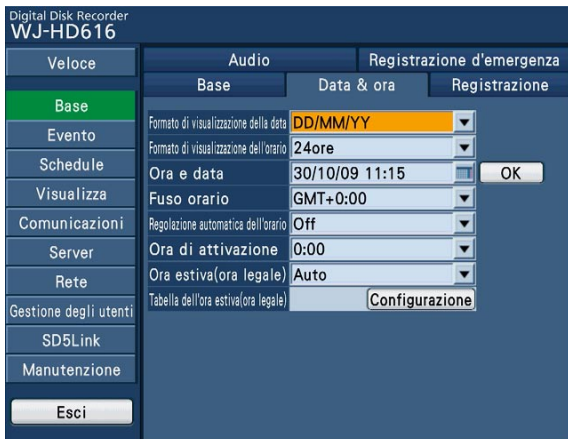 Digital Disk Recorder
WJ-HD616
Veloce
Base
Evento
Schedule
Visualizza
Comunicazioni
Server
Rete
Gestione degli utenti
SD5Link
Manutenzione
Esci
Audio
Registrazione d'emergenza
Base
Data & ora
Registrazione
Formato di visualizzazione della data DD/MM/YY
Formato di visualizzazione dell'orario 24ore
Ora e data 30/10/09 11:15 OK
Fuso orario GMT+0:00
Regolazione automatica dell'orario Off
Ora di attivazione 0:00
Ora estiva(ora legale) Auto
Tabella dell'ora estiva(ora legale) Configurazione